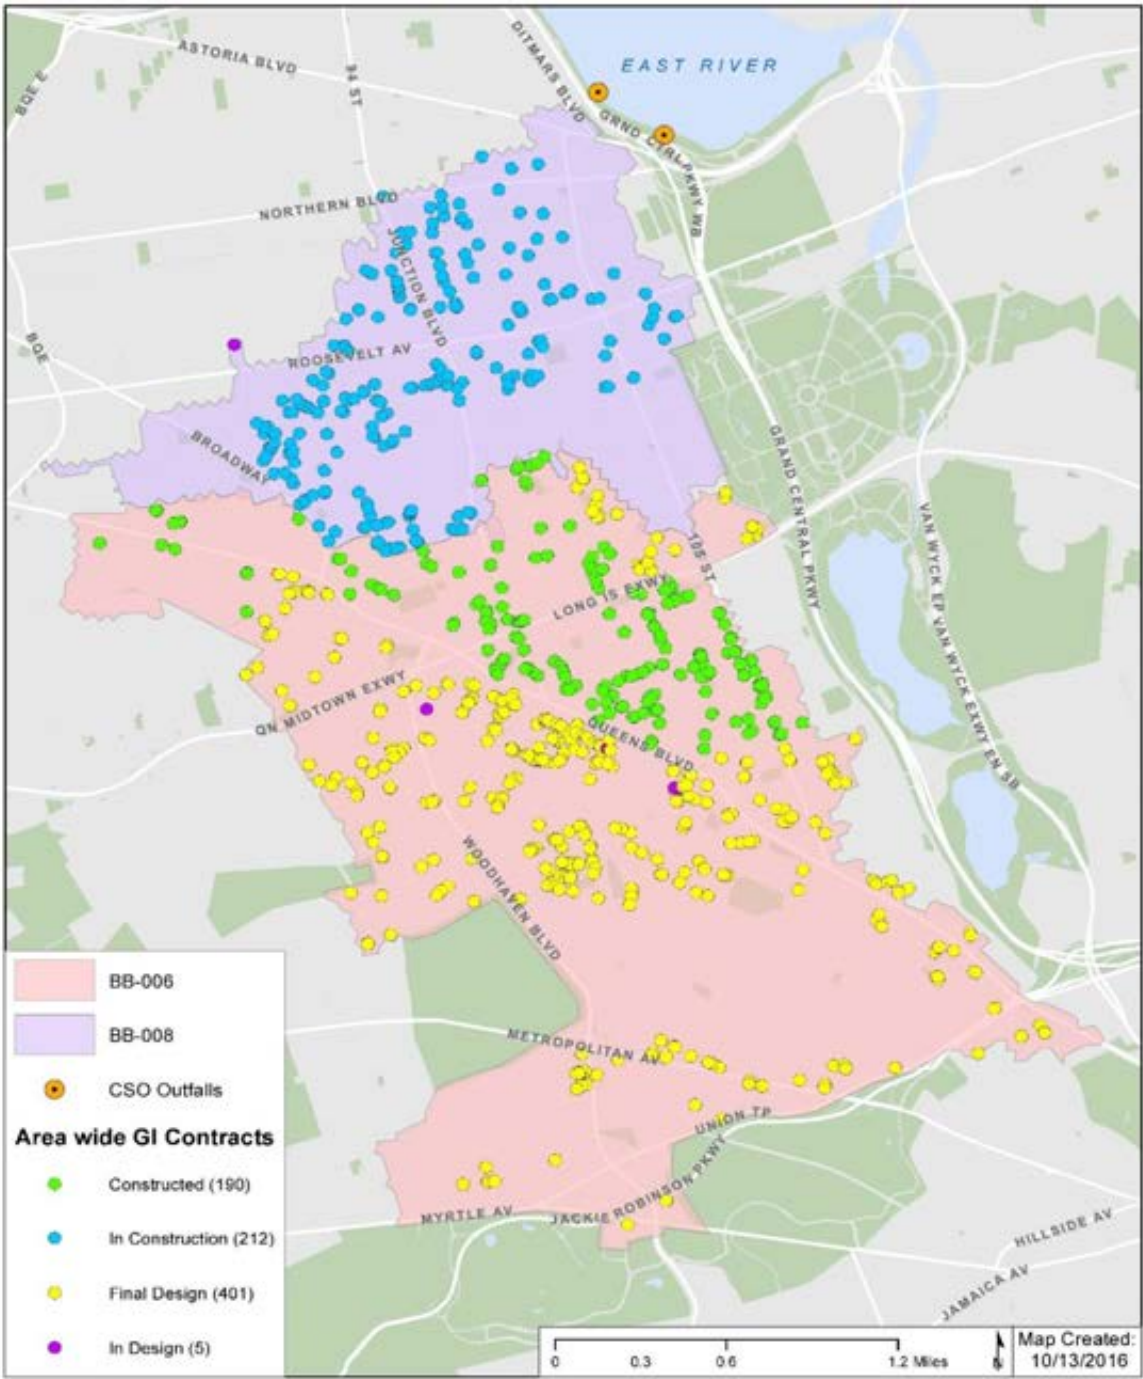 EAST RIVER
DITMARS BLVD
ASTORIA BLVD
BQE E
94 ST
GRND CTRL PKWY WB
NORTHERN BLVD
JUNCTION BLVD
BQE
ROOSEVELT AV
BROADWAY
GRAND CENTRAL PKWY
VAN WYCK EP VAN WYCK EXWY EN SB
108 ST
LONG IS EXWY
QN MIDTOWN EXWY
QUEENS BLVD
WOODHAVEN BLVD
METROPOLITAN AV
UNION TP
JACKIE ROBINSON PKWY
MYRTLE AV
HILLSIDE AV
JAMAICA AV
BB-006
BB-008
CSO Outfalls
Area wide GI Contracts
Constructed (190)
In Construction (212)
Final Design (401)
In Design (5)
0 0.3 0.6 1.2 Miles
N
Map Created:
10/13/2016